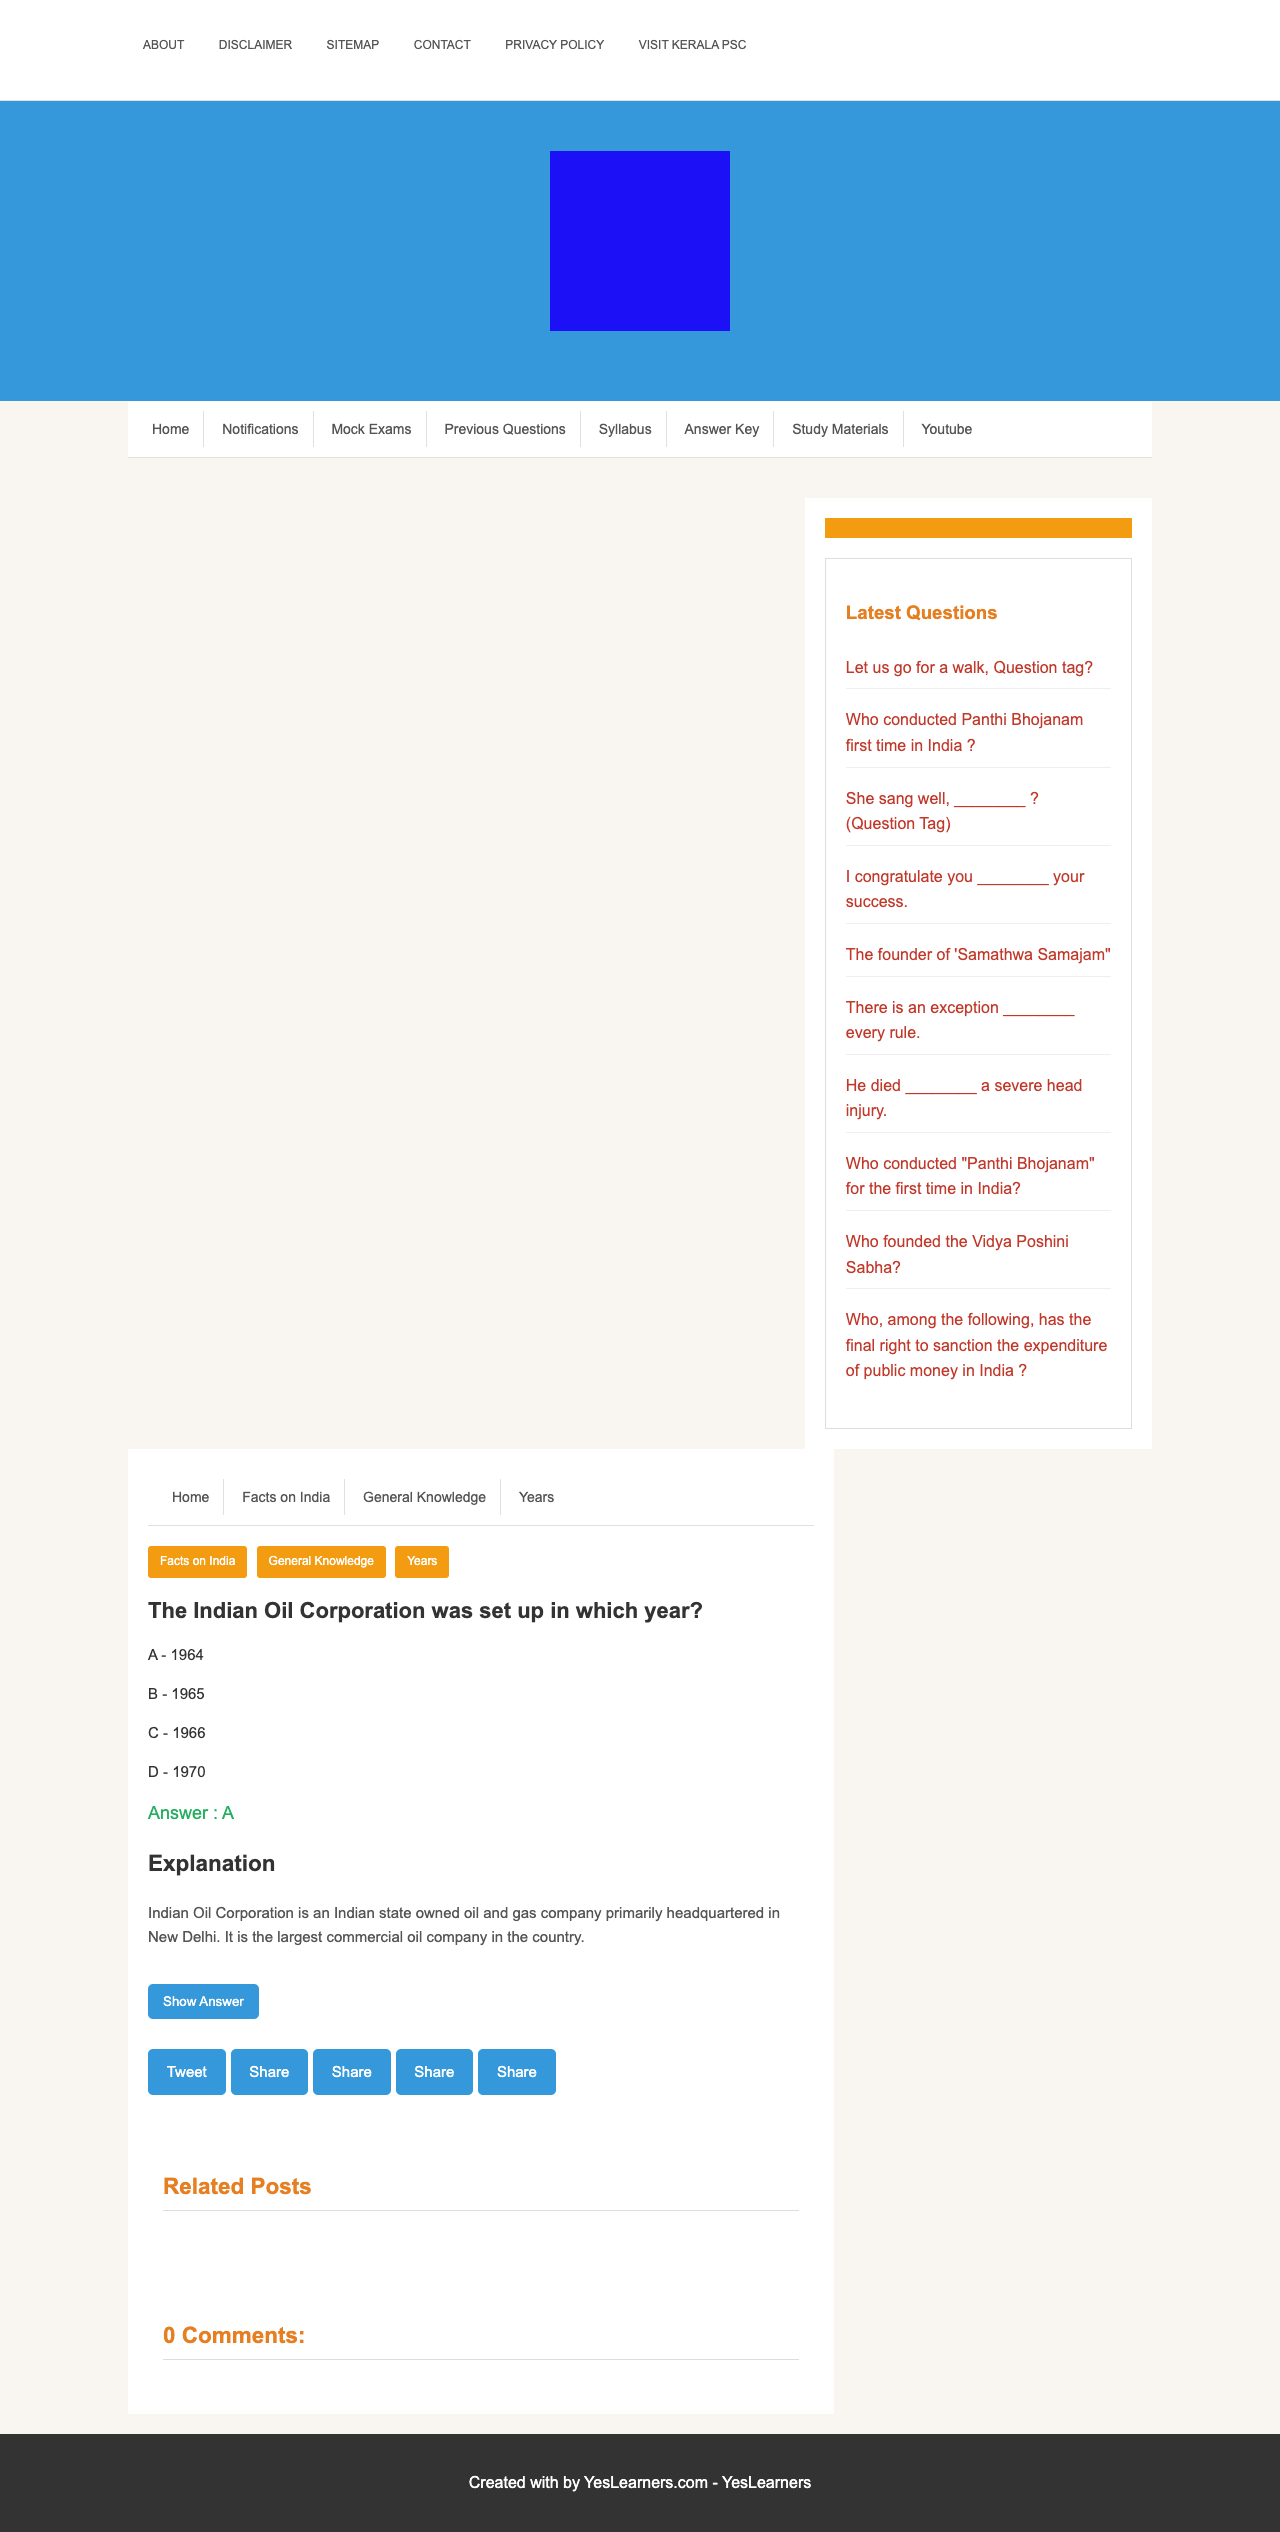 ABOUT DISCLAIMER SITEMAP CONTACT PRIVACY POLICY VISIT KERALA PSC
Home Notifications Mock Exams Previous Questions Syllabus Answer Key Study Materials Youtube
Latest Questions
Let us go for a walk, Question tag?
Who conducted Panthi Bhojanam
first time in India ?
She sang well, ________ ?
(Question Tag)
I congratulate you ________ your
success.
The founder of 'Samathwa Samajam"
There is an exception ________
every rule.
He died ________ a severe head
injury.
Who conducted "Panthi Bhojanam"
for the first time in India?
Who founded the Vidya Poshini
Sabha?
Who, among the following, has the
final right to sanction the expenditure
of public money in India ?
Home Facts on India General Knowledge Years
Facts on India General Knowledge Years
The Indian Oil Corporation was set up in which year?
A - 1964
B - 1965
C - 1966
D - 1970
Answer : A
Explanation
Indian Oil Corporation is an Indian state owned oil and gas company primarily headquartered in
New Delhi. It is the largest commercial oil company in the country.
Show Answer
Tweet Share Share Share Share
Related Posts
0 Comments:
Created with by YesLearners.com - YesLearners